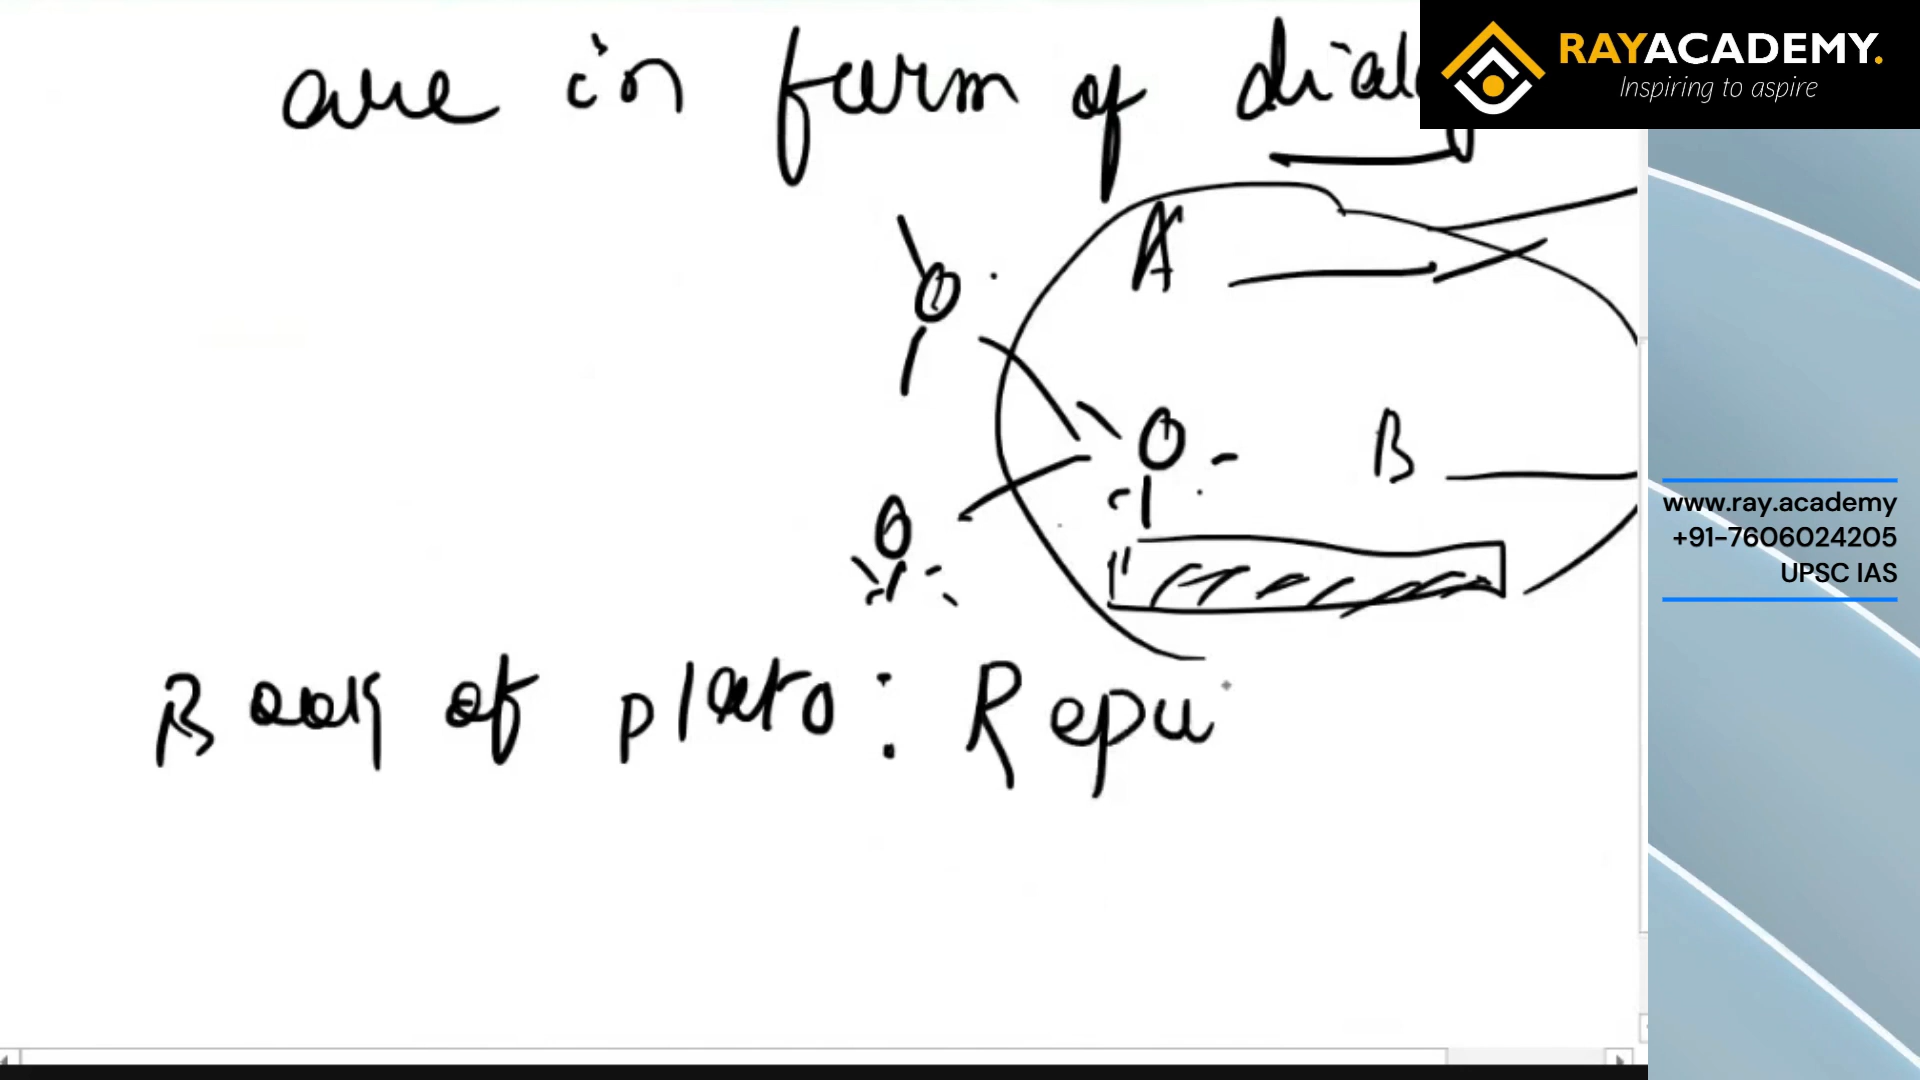 are in form of
RAYACADEMY.
Inspiring to aspire
A
B
www.ray.academy
+91-7606024205
UPSC IAS
Book of plato: Repu